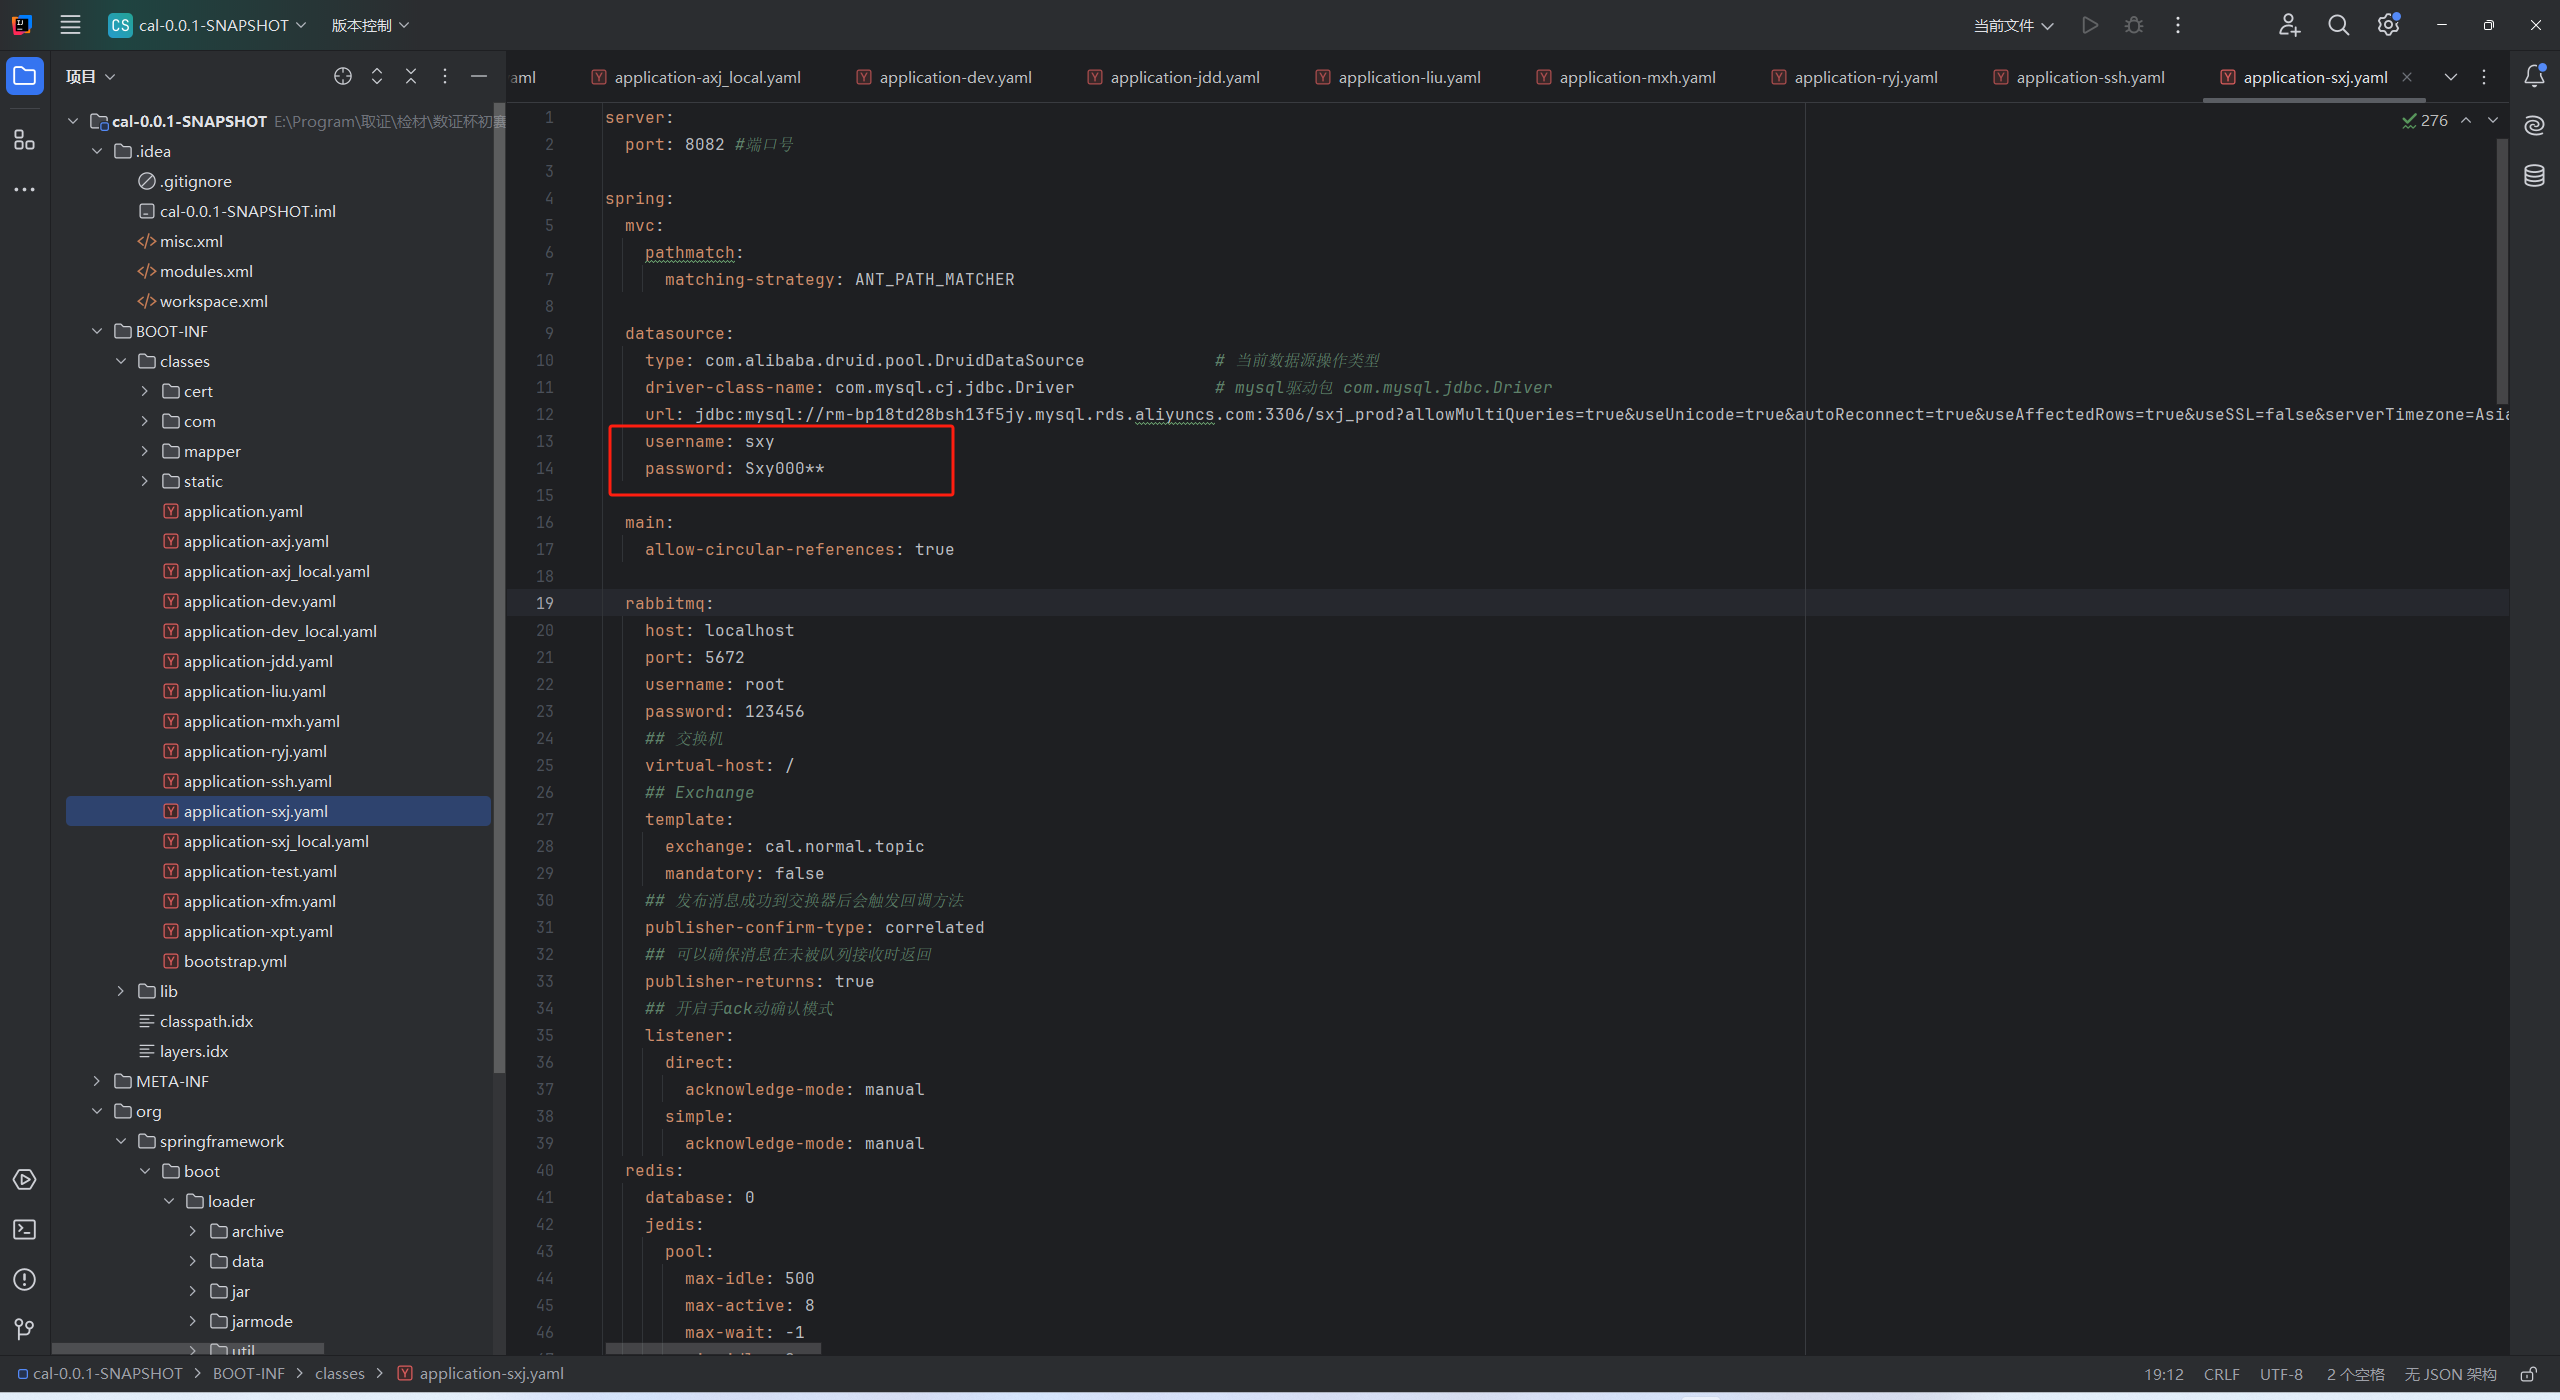 CS cal-0.0.1-SNAPSHOT 版本控制 当前文件
项目
aml application-axj_local.yaml application-dev.yaml application-jdd.yaml application-liu.yaml application-mxh.yaml application-ryj.yaml application-ssh.yaml application-sxj.yaml
cal-0.0.1-SNAPSHOT E:\Program\取证\检材\数证杯初赛
.idea
.gitignore
cal-0.0.1-SNAPSHOT.iml
misc.xml
modules.xml
workspace.xml
BOOT-INF
classes
cert
com
mapper
static
application.yaml
application-axj.yaml
application-axj_local.yaml
application-dev.yaml
application-dev_local.yaml
application-jdd.yaml
application-liu.yaml
application-mxh.yaml
application-ryj.yaml
application-ssh.yaml
application-sxj.yaml
application-sxj_local.yaml
application-test.yaml
application-xfm.yaml
application-xpt.yaml
bootstrap.yml
lib
classpath.idx
layers.idx
META-INF
org
springframework
boot
loader
archive
data
jar
jarmode
util
276
1 server:
2 port: 8082 #端口号
3
4 spring:
5 mvc:
6 pathmatch:
7 matching-strategy: ANT_PATH_MATCHER
8
9 datasource:
10 type: com.alibaba.druid.pool.DruidDataSource # 当前数据源操作类型
11 driver-class-name: com.mysql.cj.jdbc.Driver # mysql驱动包 com.mysql.jdbc.Driver
12 url: jdbc:mysql://rm-bp18td28bsh13f5jy.mysql.rds.aliyuncs.com:3306/sxj_prod?allowMultiQueries=true&useUnicode=true&autoReconnect=true&useAffectedRows=true&useSSL=false&serverTimezone=Asia
13 username: sxy
14 password: Sxy000**
15
16 main:
17 allow-circular-references: true
18
19 rabbitmq:
20 host: localhost
21 port: 5672
22 username: root
23 password: 123456
24 ## 交换机
25 virtual-host: /
26 ## Exchange
27 template:
28 exchange: cal.normal.topic
29 mandatory: false
30 ## 发布消息成功到交换器后会触发回调方法
31 publisher-confirm-type: correlated
32 ## 可以确保消息在未被队列接收时返回
33 publisher-returns: true
34 ## 开启手ack动确认模式
35 listener:
36 direct:
37 acknowledge-mode: manual
38 simple:
39 acknowledge-mode: manual
40 redis:
41 database: 0
42 jedis:
43 pool:
44 max-idle: 500
45 max-active: 8
46 max-wait: -1
cal-0.0.1-SNAPSHOT > BOOT-INF > classes > application-sxj.yaml 19:12 CRLF UTF-8 2 个空格 无 JSON 架构